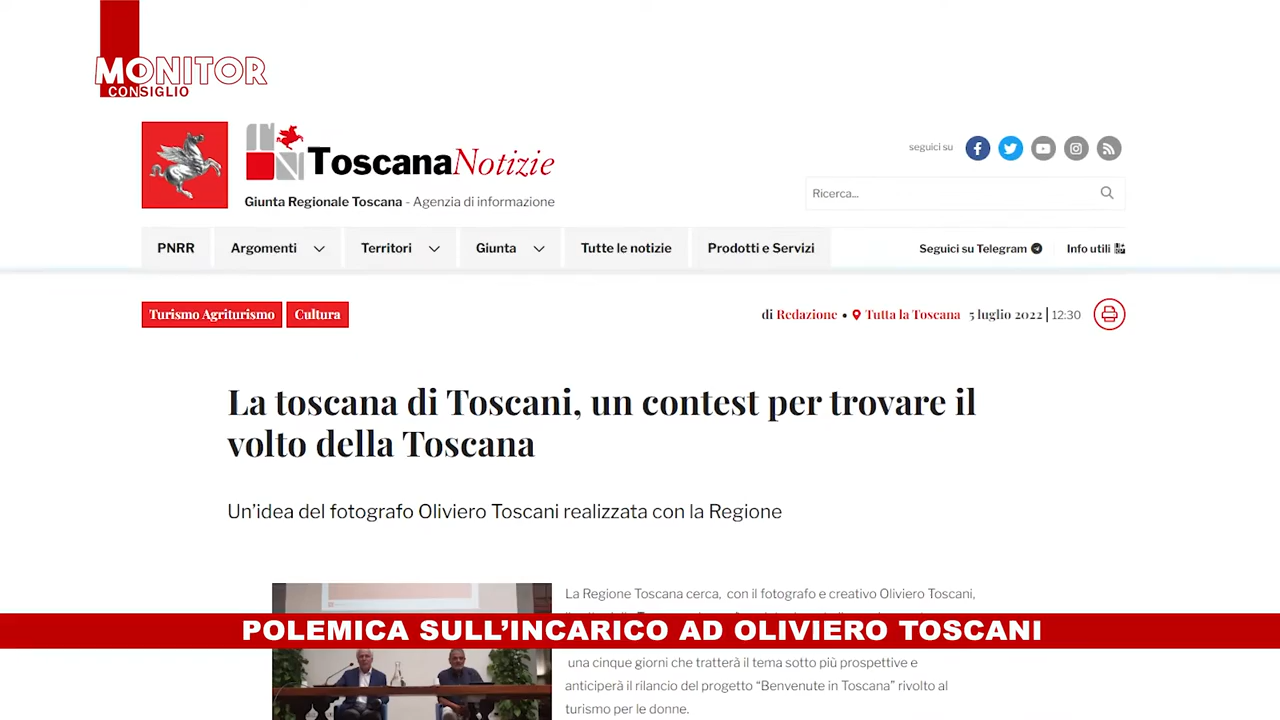 MONITOR
CONSIGLIO
ToscanaNotizie
Giunta Regionale Toscana - Agenzia di informazione
seguici su
Ricerca...
PNRR Argomenti Territori Giunta Tutte le notizie Prodotti e Servizi Seguici su Telegram Info utili
Turismo Agriturismo Cultura di Redazione • Tutta la Toscana 5 luglio 2022 | 12:30
La toscana di Toscani, un contest per trovare il
volto della Toscana
Un'idea del fotografo Oliviero Toscani realizzata con la Regione
La Regione Toscana cerca, con il fotografo e creativo Oliviero Toscani,
POLEMICA SULL'INCARICO AD OLIVIERO TOSCANI
una cinque giorni che tratterà il tema sotto più prospettive e
anticiperà il rilancio del progetto “Benvenute in Toscana” rivolto al
turismo per le donne.